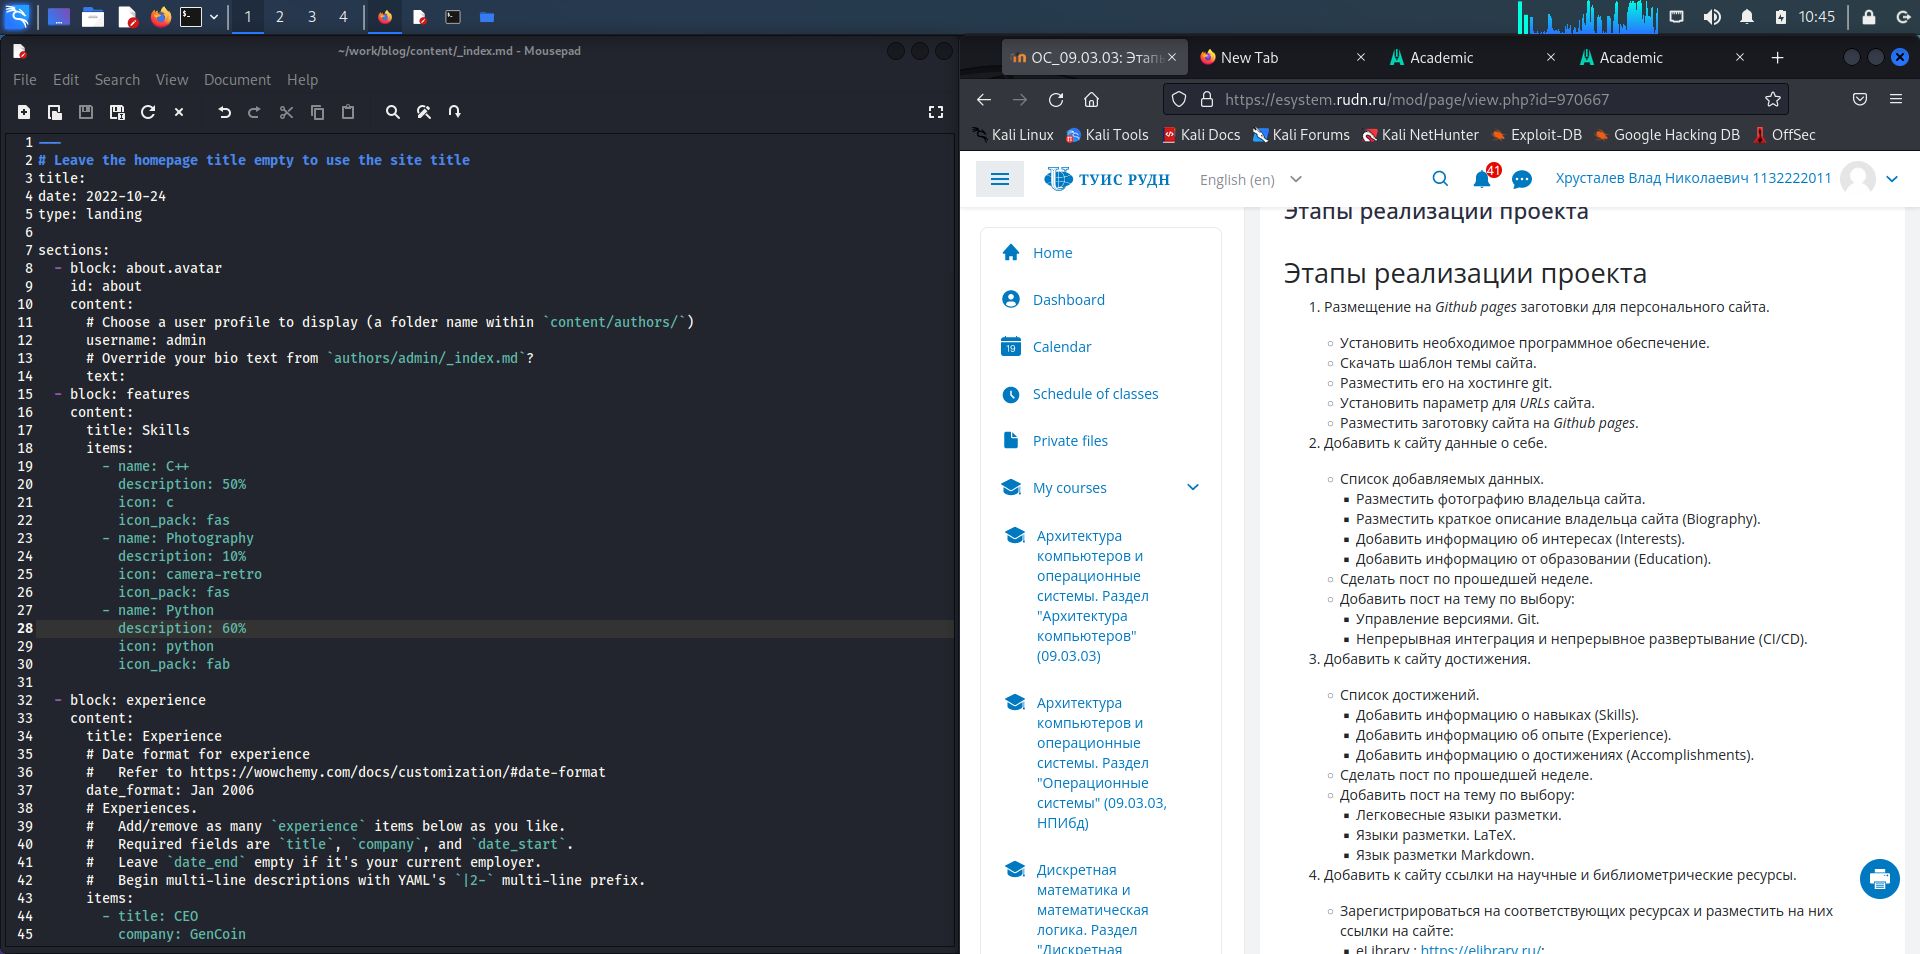 1 2 3 4
10:45
~/work/blog/content/_index.md - Mousepad
File Edit Search View Document Help
1 ---
2 # Leave the homepage title empty to use the site title
3 title:
4 date: 2022-10-24
5 type: landing
6
7 sections:
8   - block: about.avatar
9     id: about
10     content:
11       # Choose a user profile to display (a folder name within `content/authors/`)
12       username: admin
13       # Override your bio text from `authors/admin/_index.md`?
14       text:
15   - block: features
16     content:
17       title: Skills
18       items:
19         - name: C++
20           description: 50%
21           icon: c
22           icon_pack: fas
23         - name: Photography
24           description: 10%
25           icon: camera-retro
26           icon_pack: fas
27         - name: Python
28           description: 60%
29           icon: python
30           icon_pack: fab
31
32   - block: experience
33     content:
34       title: Experience
35       # Date format for experience
36       #   Refer to https://wowchemy.com/docs/customization/#date-format
37       date_format: Jan 2006
38       # Experiences.
39       #   Add/remove as many `experience` items below as you like.
40       #   Required fields are `title`, `company`, and `date_start`.
41       #   Leave `date_end` empty if it's your current employer.
42       #   Begin multi-line descriptions with YAML's `|2-` multi-line prefix.
43       items:
44         - title: CEO
45           company: GenCoin
ОС_09.03.03: Этапы New Tab Academic Academic
https://esystem.rudn.ru/mod/page/view.php?id=970667
Kali Linux Kali Tools Kali Docs Kali Forums Kali NetHunter Exploit-DB Google Hacking DB OffSec
ТУИС РУДН English (en) 41 Хрусталев Влад Николаевич 1132222011
Home
Dashboard
19 Calendar
Schedule of classes
Private files
My courses
Архитектура
компьютеров и
операционные
системы. Раздел
"Архитектура
компьютеров"
(09.03.03)
Архитектура
компьютеров и
операционные
системы. Раздел
"Операционные
системы" (09.03.03,
НПИбд)
Дискретная
математика и
математическая
логика. Раздел
"Дискретная
Этапы реализации проекта
Этапы реализации проекта
1. Размещение на Github pages заготовки для персонального сайта.
Установить необходимое программное обеспечение.
Скачать шаблон темы сайта.
Разместить его на хостинге git.
Установить параметр для URLs сайта.
Разместить заготовку сайта на Github pages.
2. Добавить к сайту данные о себе.
Список добавляемых данных.
Разместить фотографию владельца сайта.
Разместить краткое описание владельца сайта (Biography).
Добавить информацию об интересах (Interests).
Добавить информацию от образовании (Education).
Сделать пост по прошедшей неделе.
Добавить пост на тему по выбору:
Управление версиями. Git.
Непрерывная интеграция и непрерывное развертывание (CI/CD).
3. Добавить к сайту достижения.
Список достижений.
Добавить информацию о навыках (Skills).
Добавить информацию об опыте (Experience).
Добавить информацию о достижениях (Accomplishments).
Сделать пост по прошедшей неделе.
Добавить пост на тему по выбору:
Легковесные языки разметки.
Языки разметки. LaTeX.
Язык разметки Markdown.
4. Добавить к сайту ссылки на научные и библиометрические ресурсы.
Зарегистрироваться на соответствующих ресурсах и разместить на них
ссылки на сайте:
eLibrary : https://elibrary.ru/;